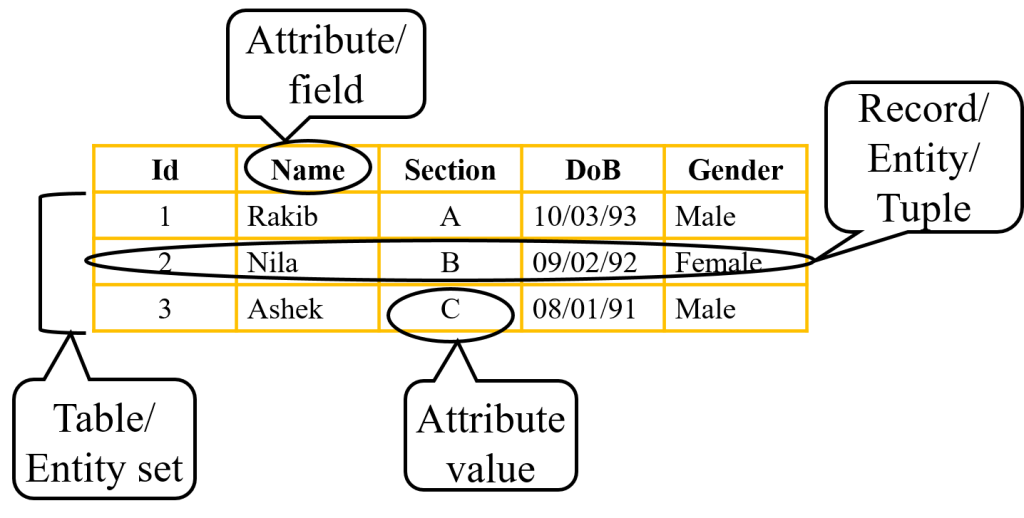 Attribute/
field
Record/
Entity/
Tuple
Id Name Section DoB Gender
1 Rakib A 10/03/93 Male
2 Nila B 09/02/92 Female
3 Ashek C 08/01/91 Male
Table/
Entity set
Attribute
value